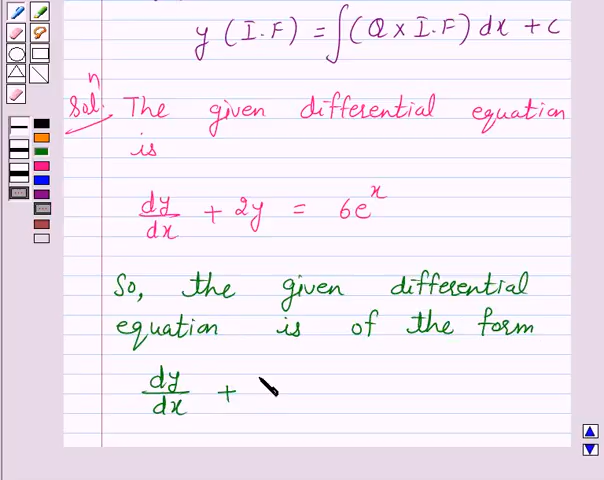 y (I.F) = ∫(Q × I.F) dx + c
Solⁿ. The given differential equation
is
dy/dx + 2y = 6e^x
So, the given differential
equation is of the form
dy/dx +